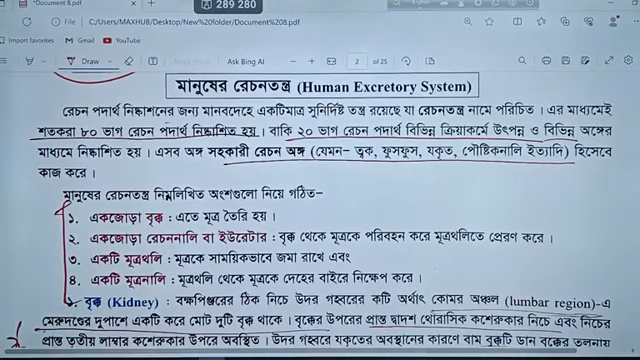 Document 8.pdf
289 280
File
C:/Users/MAXHUB/Desktop/New%20folder/Document%208.pdf
Import favorites
Gmail
YouTube
Draw
Ask Bing AI
2
of 25
মানুষের রেচনতন্ত্র (Human Excretory System)
রেচন পদার্থ নিষ্কাশনের জন্য মানবদেহে একটিমাত্র সুনির্দিষ্ট তন্ত্র রয়েছে যা রেচনতন্ত্র নামে পরিচিত। এর মাধ্যমেই
শতকরা ৮০ ভাগ রেচন পদার্থ নিষ্কাশিত হয়। বাকি ২০ ভাগ রেচন পদার্থ বিভিন্ন ক্রিয়াকর্মে উৎপন্ন ও বিভিন্ন অঙ্গের
মাধ্যমে নিষ্কাশিত হয়। এসব অঙ্গ সহকারী রেচন অঙ্গ (যেমন– ত্বক, ফুসফুস, যকৃত, পৌষ্টিকনালি ইত্যাদি) হিসেবে
কাজ করে।
মানুষের রেচনতন্ত্র নিম্নলিখিত অংশগুলো নিয়ে গঠিত–
১. একজোড়া বৃক্ক : এতে মূত্র তৈরি হয়।
২. একজোড়া রেচননালি বা ইউরেটার : বৃক্ক থেকে মূত্রকে পরিবহন করে মূত্রথলিতে প্রেরণ করে।
৩. একটি মূত্রথলি : মূত্রকে সাময়িকভাবে জমা রাখে এবং
৪. একটি মূত্রনালি : মূত্রথলি থেকে মূত্রকে দেহের বাইরে নিক্ষেপ করে।
১. বৃক্ক (Kidney) : বক্ষপিঞ্জরের ঠিক নিচে উদর গহ্বরের কটি অর্থাৎ কোমর অঞ্চল (lumbar region)-এ
মেরুদণ্ডের দুপাশে একটি করে মোট দুটি বৃক্ক থাকে। বৃক্কের উপরের প্রান্ত দ্বাদশ থোরাসিক কশেরুকার নিচে এবং নিচের
প্রান্ত তৃতীয় লাম্বার কশেরুকার উপরে অবস্থিত। উদর গহ্বরে যকৃতের অবস্থানের কারণে বাম বৃক্কটি ডান বৃক্কের তুলনায়